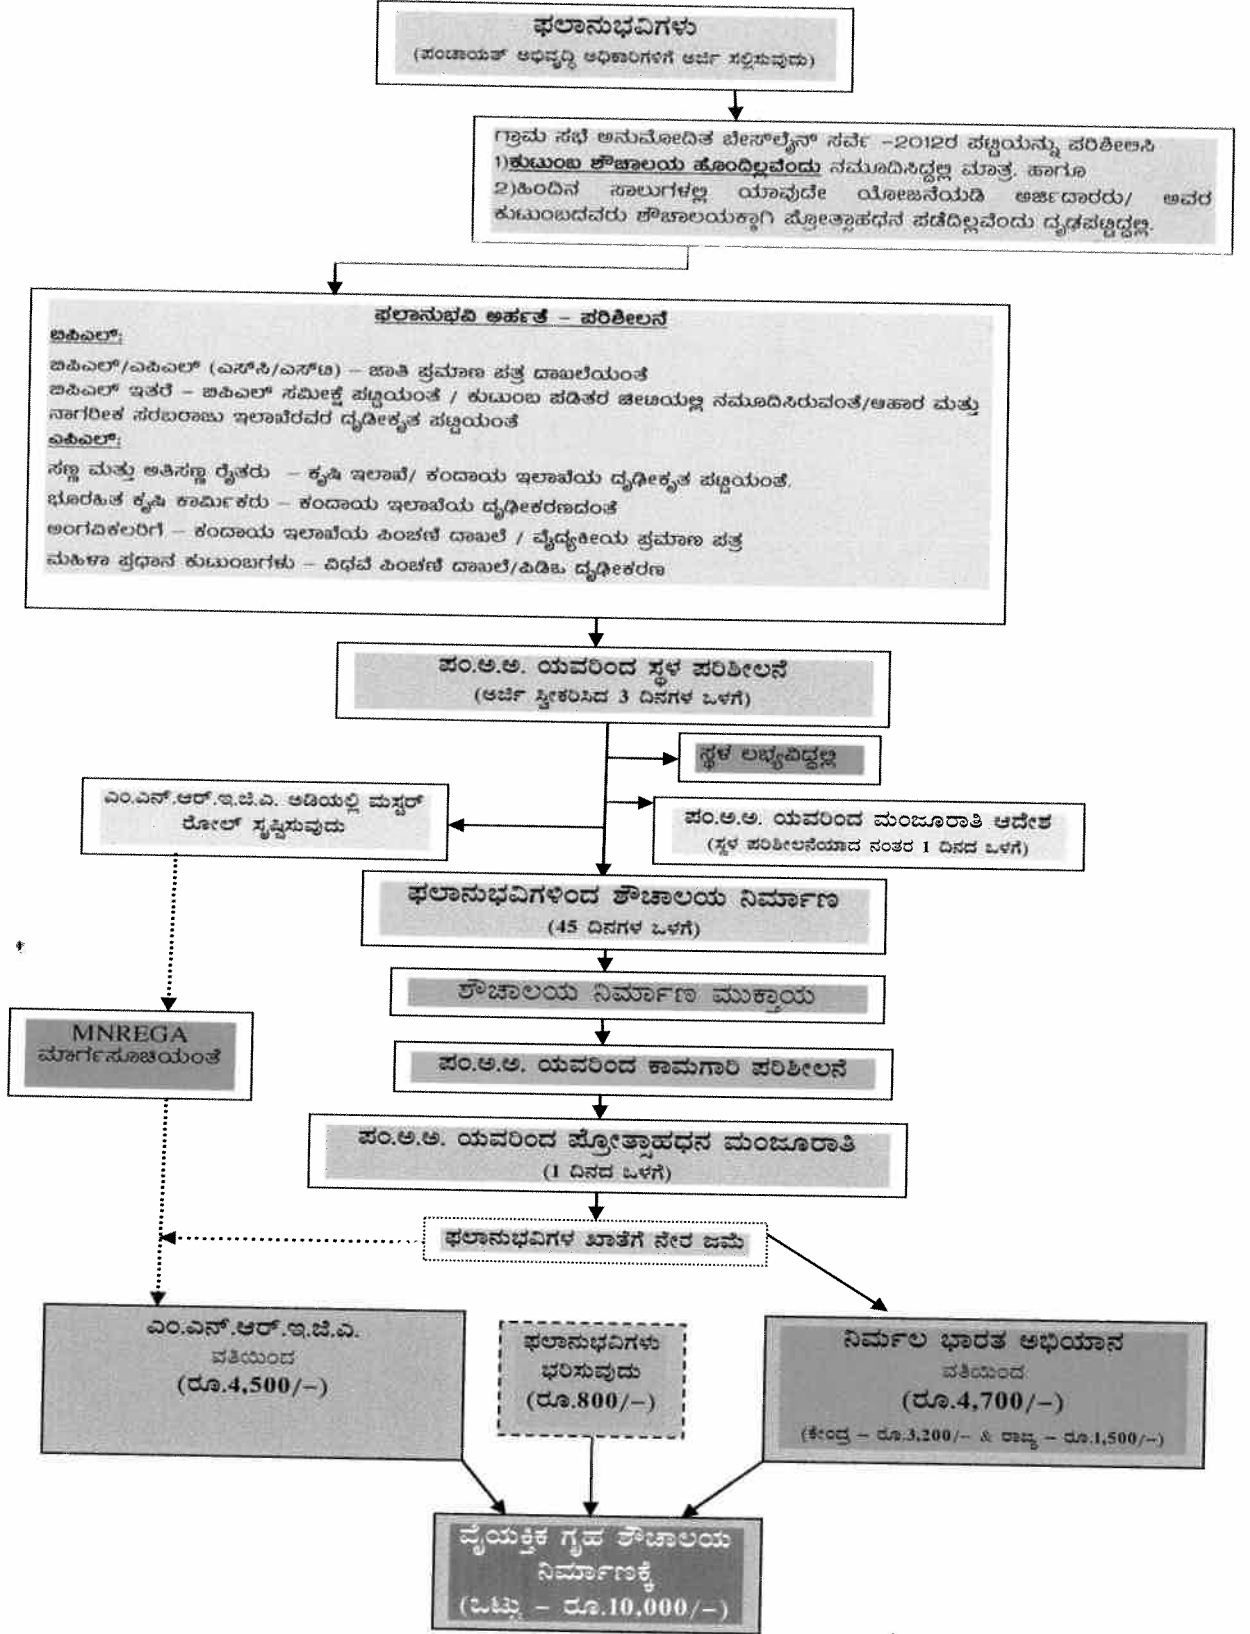 ಫಲಾನುಭವಿಗಳು
(ಪಂಚಾಯತ್ ಅಭಿವೃದ್ಧಿ ಅಧಿಕಾರಿಗಳಿಗೆ ಅರ್ಜಿ ಸಲ್ಲಿಸುವುದು)
ಗ್ರಾಮ ಸಭೆ ಅನುಮೋದಿತ ಬೇಸ್‌ಲೈನ್ ಸರ್ವೆ -2012ರ ಪಟ್ಟಿಯನ್ನು ಪರಿಶೀಲಿಸಿ
1)ಕುಟುಂಬ ಶೌಚಾಲಯ ಹೊಂದಿಲ್ಲವೆಂದು ನಮೂದಿಸಿದ್ದಲ್ಲಿ ಮಾತ್ರ. ಹಾಗೂ
2)ಹಿಂದಿನ ಸಾಲುಗಳಲ್ಲಿ ಯಾವುದೇ ಯೋಜನೆಯಡಿ ಅರ್ಜಿದಾರರು/ ಅವರ
ಕುಟುಂಬದವರು ಶೌಚಾಲಯಕ್ಕಾಗಿ ಪ್ರೋತ್ಸಾಹಧನ ಪಡೆದಿಲ್ಲವೆಂದು ದೃಢಪಟ್ಟಿದ್ದಲ್ಲಿ.
ಫಲಾನುಭವಿ ಅರ್ಹತೆ – ಪರಿಶೀಲನೆ
ಬಿಪಿಎಲ್:
ಬಿಪಿಎಲ್/ಎಪಿಎಲ್ (ಎಸ್‌ಸಿ/ಎಸ್‌ಟಿ) – ಜಾತಿ ಪ್ರಮಾಣ ಪತ್ರ ದಾಖಲೆಯಂತೆ
ಬಿಪಿಎಲ್ ಇತರೆ – ಬಿಪಿಎಲ್ ಸಮೀಕ್ಷೆ ಪಟ್ಟಿಯಂತೆ / ಕುಟುಂಬ ಪಡಿತರ ಚೀಟಿಯಲ್ಲಿ ನಮೂದಿಸಿರುವಂತೆ/ಆಹಾರ ಮತ್ತು
ನಾಗರೀಕ ಸರಬರಾಜು ಇಲಾಖೆರವರ ದೃಢೀಕೃತ ಪಟ್ಟಿಯಂತೆ
ಎಪಿಎಲ್:
ಸಣ್ಣ ಮತ್ತು ಅತಿಸಣ್ಣ ರೈತರು – ಕೃಷಿ ಇಲಾಖೆ/ ಕಂದಾಯ ಇಲಾಖೆಯ ದೃಢೀಕೃತ ಪಟ್ಟಿಯಂತೆ.
ಭೂರಹಿತ ಕೃಷಿ ಕಾರ್ಮಿಕರು – ಕಂದಾಯ ಇಲಾಖೆಯ ದೃಢೀಕರಣದಂತೆ
ಅಂಗವಿಕಲರಿಗೆ – ಕಂದಾಯ ಇಲಾಖೆಯ ಪಿಂಚಣಿ ದಾಖಲೆ / ವೈದ್ಯಕೀಯ ಪ್ರಮಾಣ ಪತ್ರ
ಮಹಿಳಾ ಪ್ರಧಾನ ಕುಟುಂಬಗಳು – ವಿಧವೆ ಪಿಂಚಣಿ ದಾಖಲೆ/ಪಿಡಿಒ ದೃಢೀಕರಣ
ಪಂ.ಅ.ಅ. ಯವರಿಂದ ಸ್ಥಳ ಪರಿಶೀಲನೆ
(ಅರ್ಜಿ ಸ್ವೀಕರಿಸಿದ 3 ದಿನಗಳ ಒಳಗೆ)
ಸ್ಥಳ ಲಭ್ಯವಿದ್ದಲ್ಲಿ
ಎಂ.ಎನ್.ಆರ್.ಇ.ಜಿ.ಎ. ಅಡಿಯಲ್ಲಿ ಮಸ್ಟರ್
ರೋಲ್ ಸೃಷ್ಟಿಸುವುದು
ಪಂ.ಅ.ಅ. ಯವರಿಂದ ಮಂಜೂರಾತಿ ಆದೇಶ
(ಸ್ಥಳ ಪರಿಶೀಲನೆಯಾದ ನಂತರ 1 ದಿನದ ಒಳಗೆ)
ಫಲಾನುಭವಿಗಳಿಂದ ಶೌಚಾಲಯ ನಿರ್ಮಾಣ
(45 ದಿನಗಳ ಒಳಗೆ)
ಶೌಚಾಲಯ ನಿರ್ಮಾಣ ಮುಕ್ತಾಯ
MNREGA
ಮಾರ್ಗಸೂಚಿಯಂತೆ
ಪಂ.ಅ.ಅ. ಯವರಿಂದ ಕಾಮಗಾರಿ ಪರಿಶೀಲನೆ
ಪಂ.ಅ.ಅ. ಯವರಿಂದ ಪ್ರೋತ್ಸಾಹಧನ ಮಂಜೂರಾತಿ
(1 ದಿನದ ಒಳಗೆ)
ಫಲಾನುಭವಿಗಳ ಖಾತೆಗೆ ನೇರ ಜಮೆ
ಎಂ.ಎನ್.ಆರ್.ಇ.ಜಿ.ಎ.
ವತಿಯಿಂದ
(ರೂ.4,500/–)
ಫಲಾನುಭವಿಗಳು
ಭರಿಸುವುದು
(ರೂ.800/–)
ನಿರ್ಮಲ ಭಾರತ ಅಭಿಯಾನ
ವತಿಯಿಂದ
(ರೂ.4,700/–)
(ಕೇಂದ್ರ – ರೂ.3,200/– & ರಾಜ್ಯ – ರೂ.1,500/–)
ವೈಯಕ್ತಿಕ ಗೃಹ ಶೌಚಾಲಯ
ನಿರ್ಮಾಣಕ್ಕೆ
(ಒಟ್ಟು – ರೂ.10,000/–)